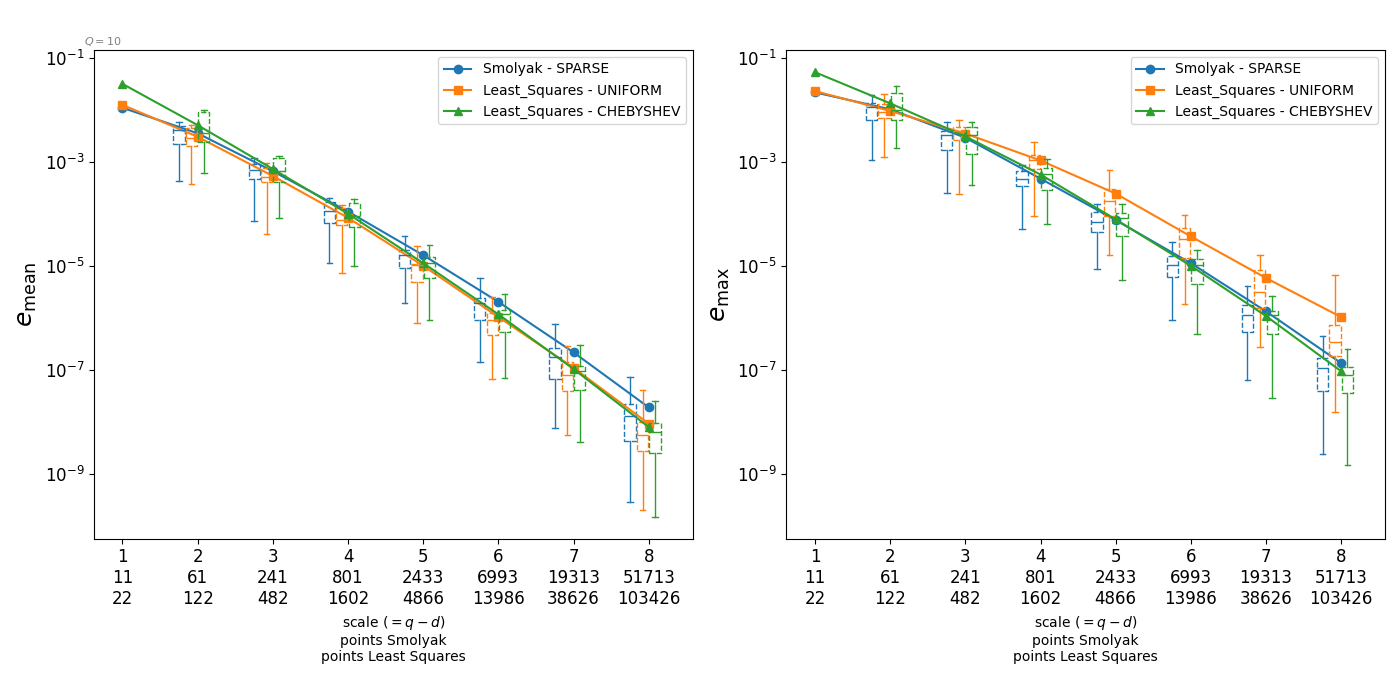 Q = 10
10⁻¹
10⁻³
10⁻⁵
10⁻⁷
10⁻⁹
e_mean
Smolyak - SPARSE
Least_Squares - UNIFORM
Least_Squares - CHEBYSHEV
1 2 3 4 5 6 7 8
11 61 241 801 2433 6993 19313 51713
22 122 482 1602 4866 13986 38626 103426
scale (= q − d)
points Smolyak
points Least Squares
10⁻¹
10⁻³
10⁻⁵
10⁻⁷
10⁻⁹
e_max
Smolyak - SPARSE
Least_Squares - UNIFORM
Least_Squares - CHEBYSHEV
1 2 3 4 5 6 7 8
11 61 241 801 2433 6993 19313 51713
22 122 482 1602 4866 13986 38626 103426
scale (= q − d)
points Smolyak
points Least Squares